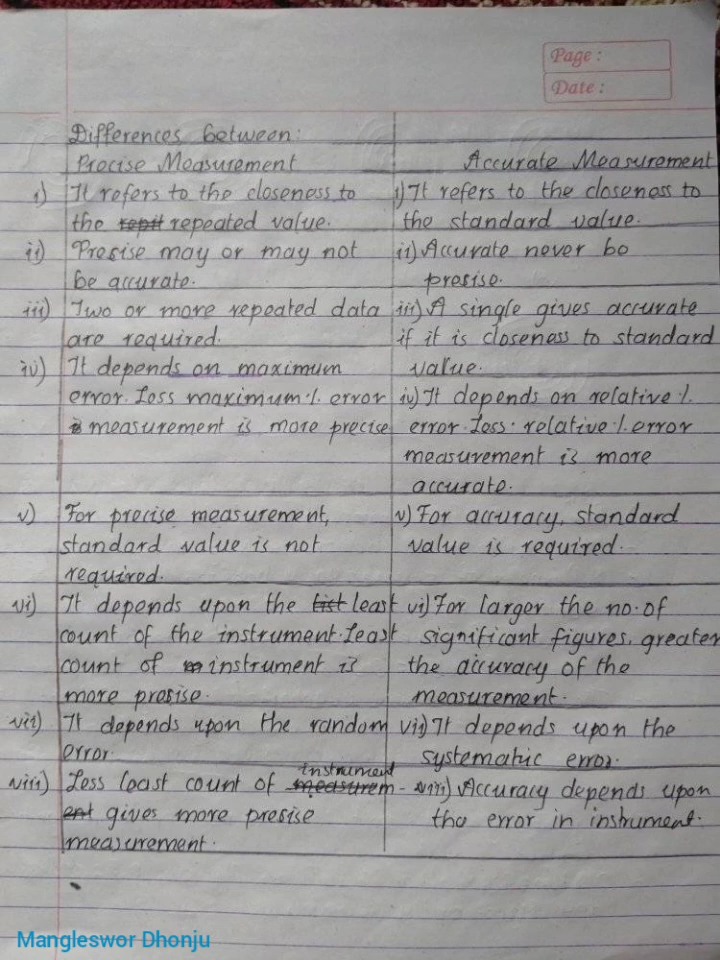 Page :
Date :
Differences between:
Precise Measurement
i) It refers to the closeness to
the repeated value.
ii) Presise may or may not
be accurate.
iii) Two or more repeated data
are required.
iv) It depends on maximum
error. Less maximum % error
measurement is more precise
v) For precise measurement,
standard value is not
required.
vi) It depends upon the least
count of the instrument. Least
count of instrument is
more presise.
vii) It depends upon the random
error.
viii) Less least count of instrument
gives more presise
measurement.
Accurate Measurement
i) It refers to the closeness to
the standard value.
ii) Accurate never be
presise.
iii) A single gives accurate
if it is closeness to standard
value.
iv) It depends on relative %
error. Less. relative % error
measurement is more
accurate.
v) For accuracy, standard
value is required.
vi) For larger the no. of
significant figures, greater
the accuracy of the
measurement.
vii) It depends upon the
systematic error.
viii) Accuracy depends upon
the error in instrument.
Mangleswor Dhonju